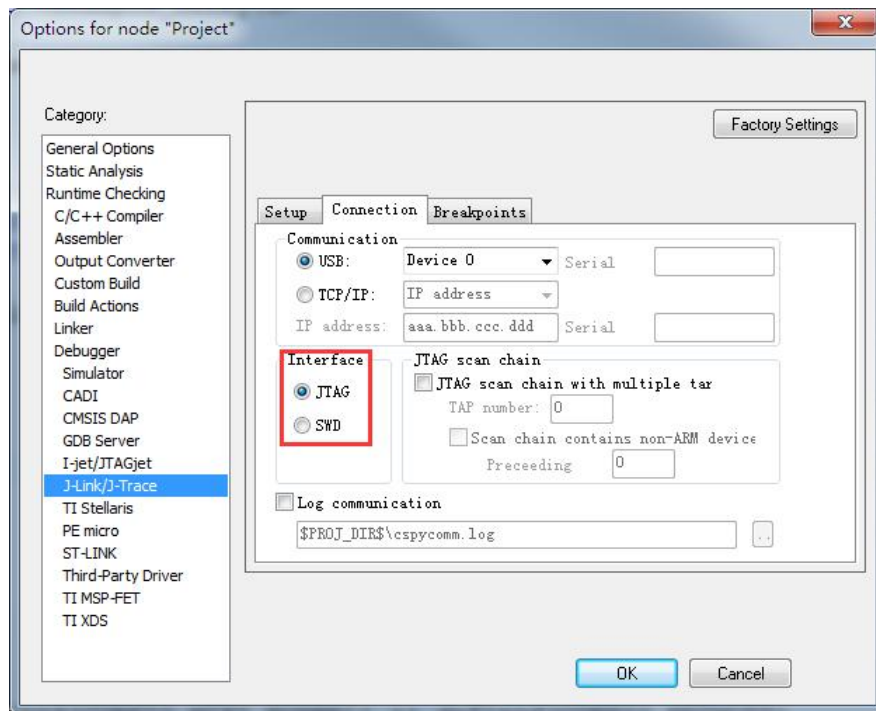 Options for node "Project"
Category:
General Options
Static Analysis
Runtime Checking
C/C++ Compiler
Assembler
Output Converter
Custom Build
Build Actions
Linker
Debugger
Simulator
CADI
CMSIS DAP
GDB Server
I-jet/JTAGjet
J-Link/J-Trace
TI Stellaris
PE micro
ST-LINK
Third-Party Driver
TI MSP-FET
TI XDS
Factory Settings
Setup Connection Breakpoints
Communication
USB: Device 0 Serial
TCP/IP: IP address
IP address: aaa.bbb.ccc.ddd Serial
Interface
JTAG
SWD
JTAG scan chain
JTAG scan chain with multiple tar
TAP number: 0
Scan chain contains non-ARM device
Preceeding 0
Log communication
$PROJ_DIR$\cspycomm.log ..
OK Cancel